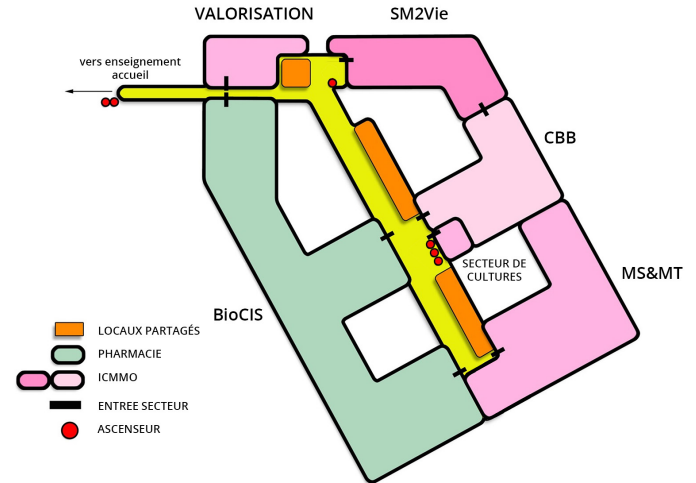 VALORISATION
SM2Vie
vers enseignement
accueil
CBB
SECTEUR DE
CULTURES
MS&MT
BioCIS
LOCAUX PARTAGÉS
PHARMACIE
ICMMO
ENTREE SECTEUR
ASCENSEUR